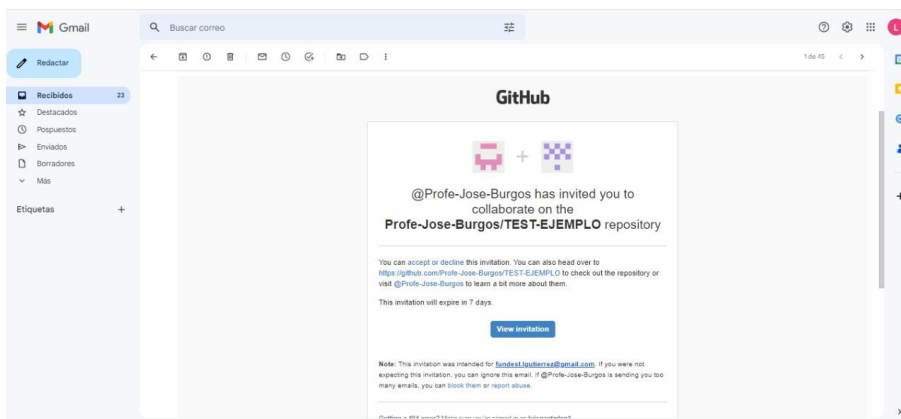 Gmail
Buscar correo
Redactar
1 de 45
Recibidos 23
Destacados
Pospuestos
Enviados
Borradores
Más
Etiquetas
GitHub
@Profe-Jose-Burgos has invited you to
collaborate on the
Profe-Jose-Burgos/TEST-EJEMPLO repository
You can accept or decline this invitation. You can also head over to
https://github.com/Profe-Jose-Burgos/TEST-EJEMPLO to check out the repository or
visit @Profe-Jose-Burgos to learn a bit more about them.
This invitation will expire in 7 days.
View invitation
Note: This invitation was intended for fundest.lgutierrez@gmail.com. If you were not
expecting this invitation, you can ignore this email. If @Profe-Jose-Burgos is sending you too
many emails, you can block them or report abuse.